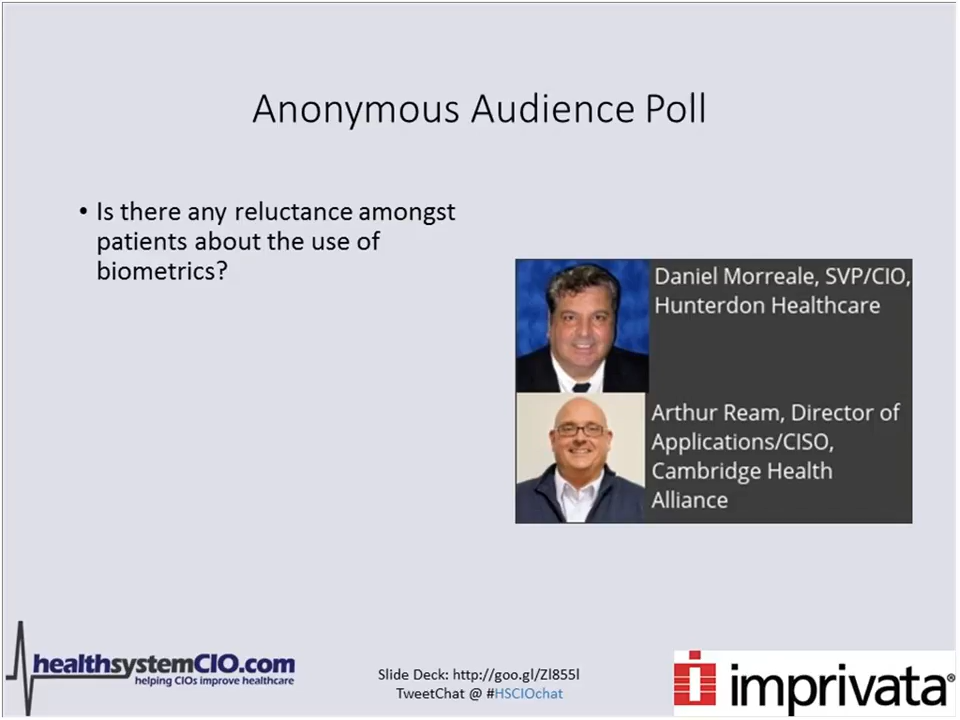 Anonymous Audience Poll
• Is there any reluctance amongst
patients about the use of
biometrics?
Daniel Morreale, SVP/CIO,
Hunterdon Healthcare
Arthur Ream, Director of
Applications/CISO,
Cambridge Health
Alliance
healthsystemCIO.com
helping CIOs improve healthcare
Slide Deck: http://goo.gl/Zl855l
TweetChat @ #HSCIOchat
imprivata®